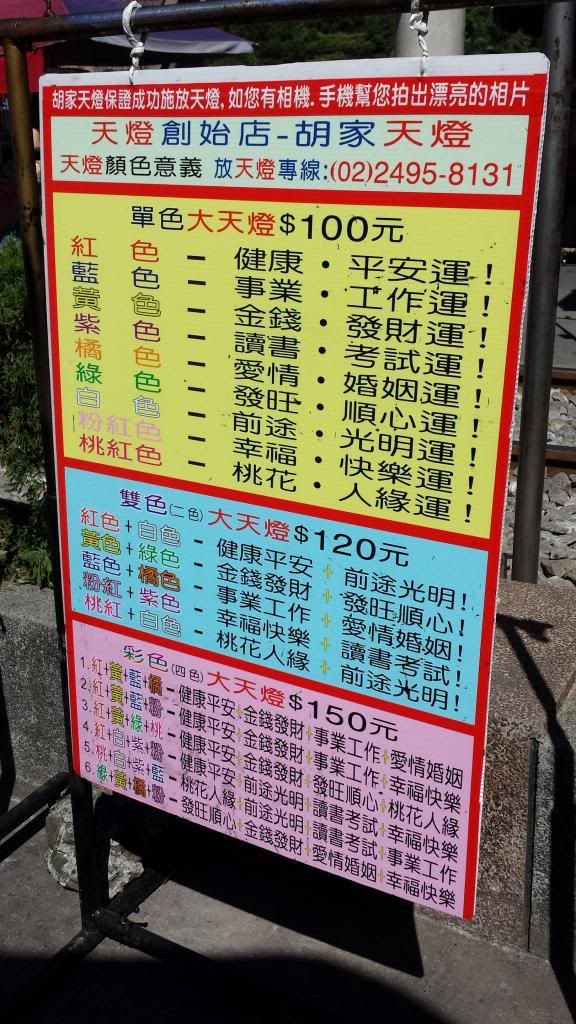 胡家天燈保證成功施放天燈,如您有相機.手機幫您拍出漂亮的相片
天燈創始店-胡家天燈
天燈顏色意義 放天燈專線:(02)2495-8131
單色大天燈$100元
紅色-健康・平安運!
藍色-事業・工作運!
黃色-金錢・發財運!
紫色-讀書・考試運!
橘色-愛情・婚姻運!
綠色-發旺・順心運!
白色-前途・光明運!
粉紅色-幸福・快樂運!
桃紅色-桃花・人緣運!
雙色(二色)大天燈$120元
紅色+白色-健康平安+前途光明!
黃色+綠色-金錢發財+發旺順心!
藍色+橘色-事業工作+愛情婚姻!
粉紅+紫色-幸福快樂+讀書考試!
桃紅+白色-桃花人緣+前途光明!
彩色(四色)大天燈$150元
1.紅+黃+藍+橘-健康平安+金錢發財+事業工作+愛情婚姻
2.紅+黃+藍+粉-健康平安+金錢發財+事業工作+幸福快樂
3.紅+黃+綠+桃-健康平安+金錢發財+發旺順心+桃花人緣
4.紅+白+紫+粉-健康平安+前途光明+讀書考試+幸福快樂
5.桃+白+紫+藍-桃花人緣+前途光明+讀書考試+事業工作
6.綠+黃+橘+粉-發旺順心+金錢發財+愛情婚姻+幸福快樂